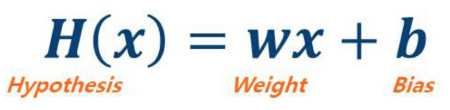 H(x) = wx + b
Hypothesis Weight Bias